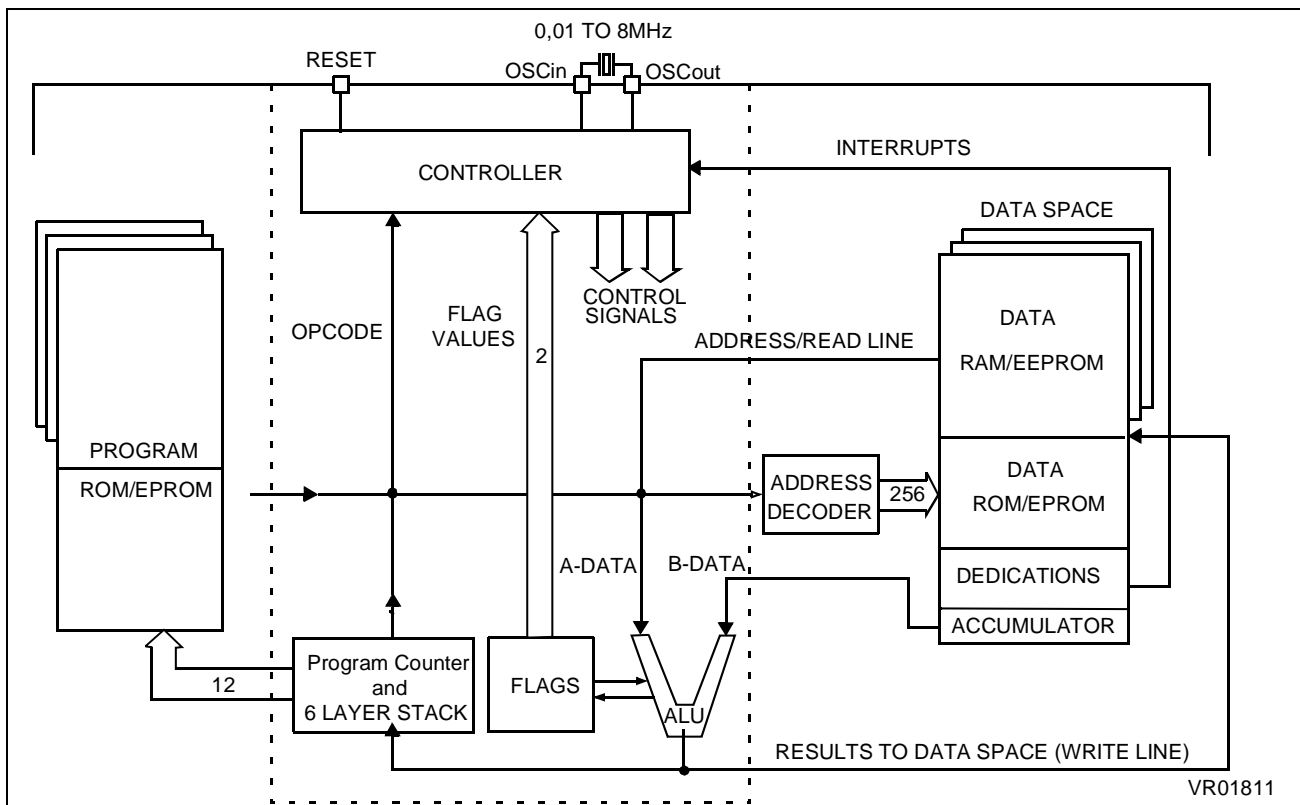 0,01 TO 8MHz
RESET
OSCin
OSCout
INTERRUPTS
CONTROLLER
DATA SPACE
OPCODE
FLAG
VALUES
2
CONTROL
SIGNALS
ADDRESS/READ LINE
DATA
RAM/EEPROM
PROGRAM
ROM/EPROM
ADDRESS
DECODER
256
DATA
ROM/EPROM
A-DATA
B-DATA
DEDICATIONS
ACCUMULATOR
12
Program Counter
and
6 LAYER STACK
FLAGS
ALU
RESULTS TO DATA SPACE (WRITE LINE)
VR01811